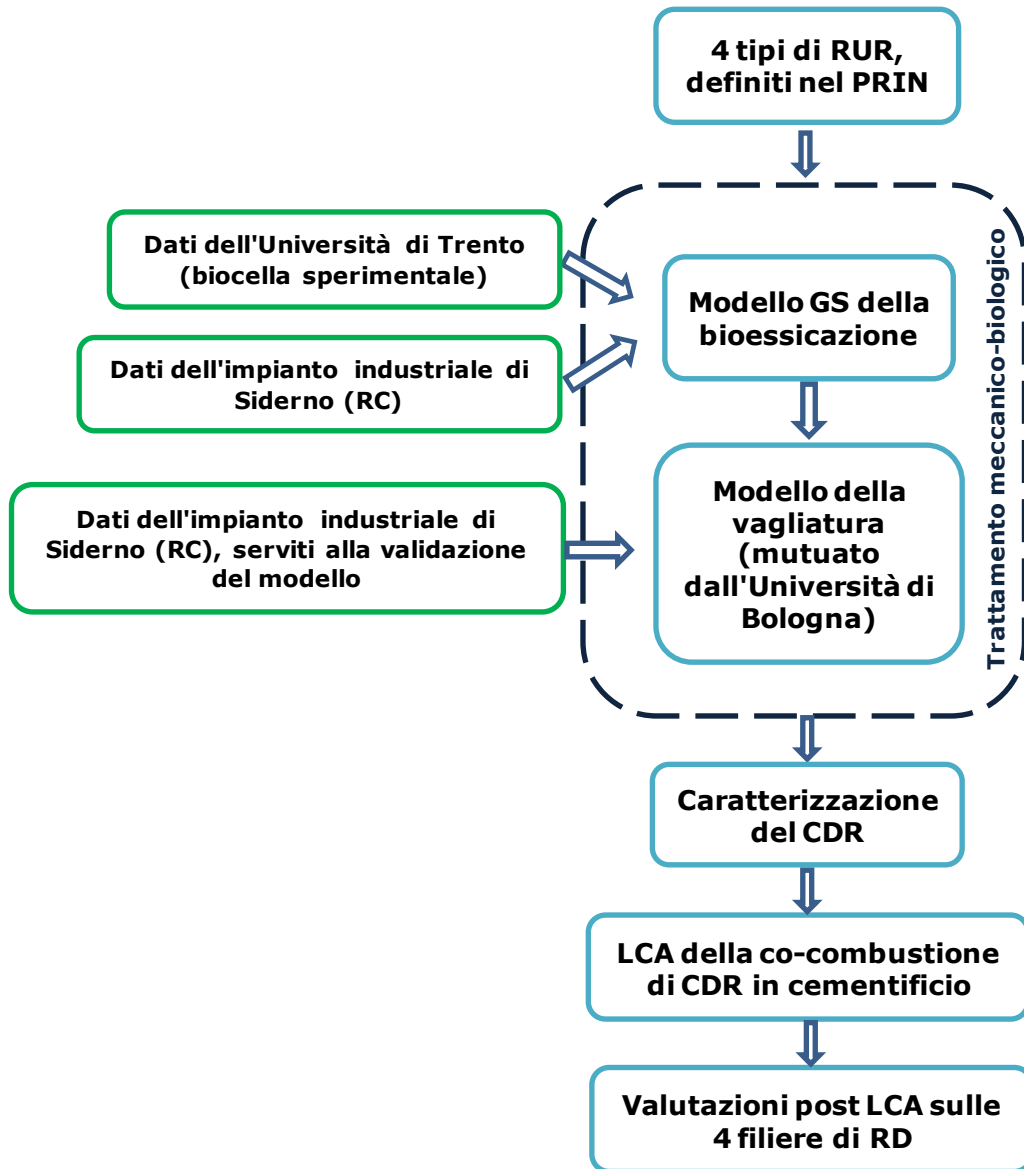 4 tipi di RUR,
definiti nel PRIN
Dati dell'Università di Trento
(biocella sperimentale)
Modello GS della
bioessicazione
Dati dell'impianto industriale di
Siderno (RC)
Trattamento meccanico-biologico
Dati dell'impianto industriale di
Siderno (RC), serviti alla validazione
del modello
Modello della
vagliatura
(mutuato
dall'Università di
Bologna)
Caratterizzazione
del CDR
LCA della co-combustione
di CDR in cementificio
Valutazioni post LCA sulle
4 filiere di RD